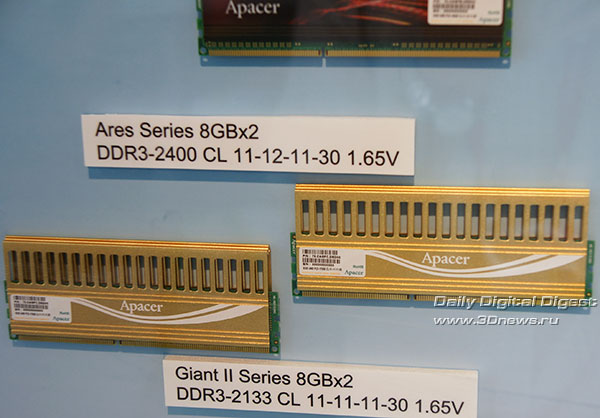 Apacer
Ares Series 8GBx2
DDR3-2400 CL 11-12-11-30 1.65V
Apacer
Apacer
Daily Digital Digest
www.3Dnews.ru
Giant II Series 8GBx2
DDR3-2133 CL 11-11-11-30 1.65V